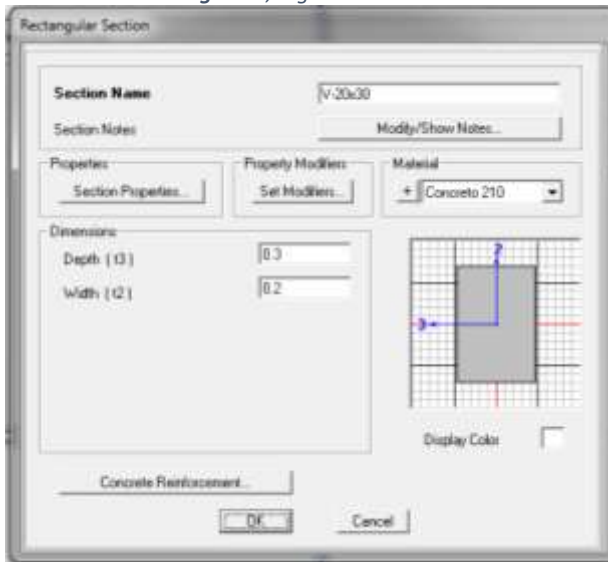 Rectangular Section
Section Name V-20x30
Section Notes Modify/Show Notes...
Properties Property Modifiers Material
Section Properties... Set Modifiers... + Concreto 210
Dimensions
Depth ( t3 ) 0.3
Width ( t2 ) 0.2
2
3
Display Color
Concrete Reinforcement...
OK Cancel